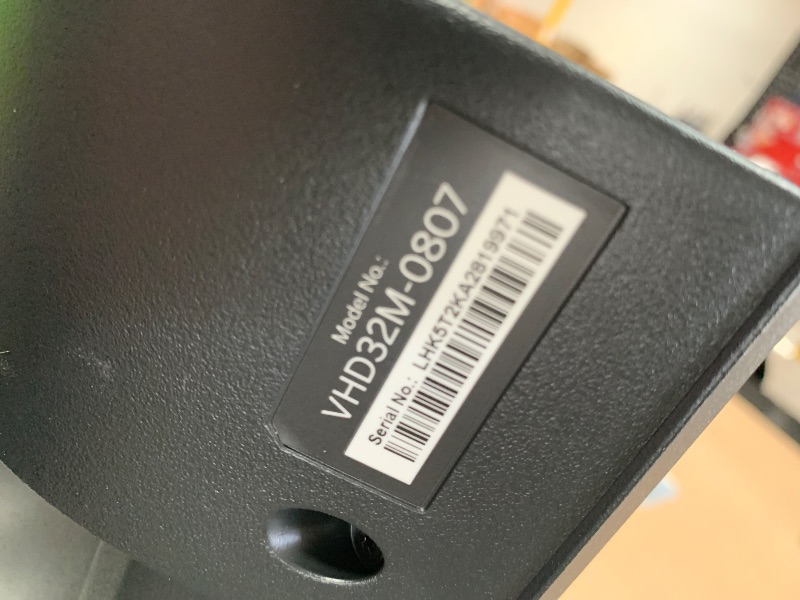 Model No.:
VHD32M-0807
Serial No.: LHK5T2KA2819971